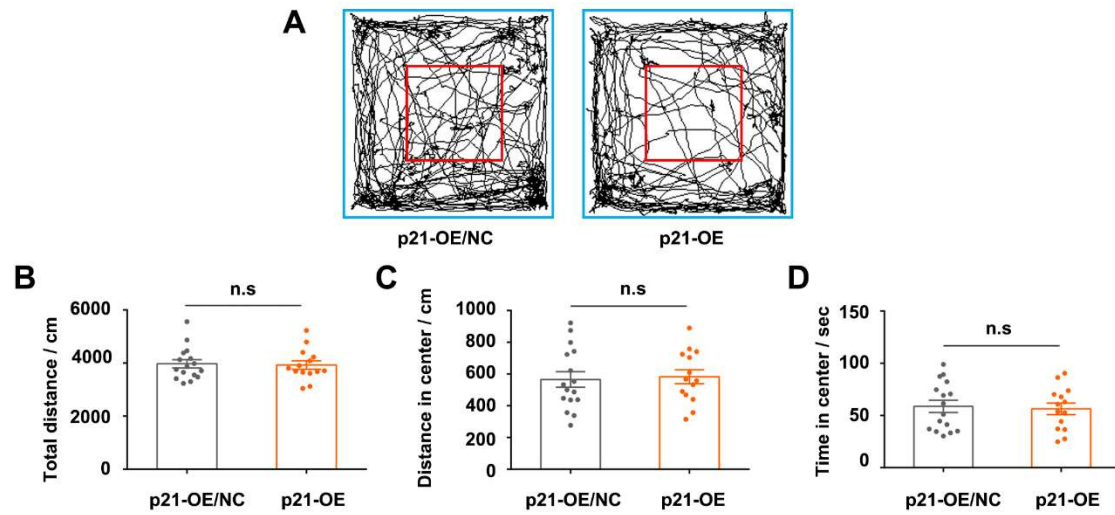 A
p21-OE/NC
p21-OE
B
Total distance / cm
6000
4000
2000
0
n.s
p21-OE/NC
p21-OE
C
Distance in center / cm
1000
800
600
400
200
0
n.s
p21-OE/NC
p21-OE
D
Time in center / sec
150
100
50
0
n.s
p21-OE/NC
p21-OE